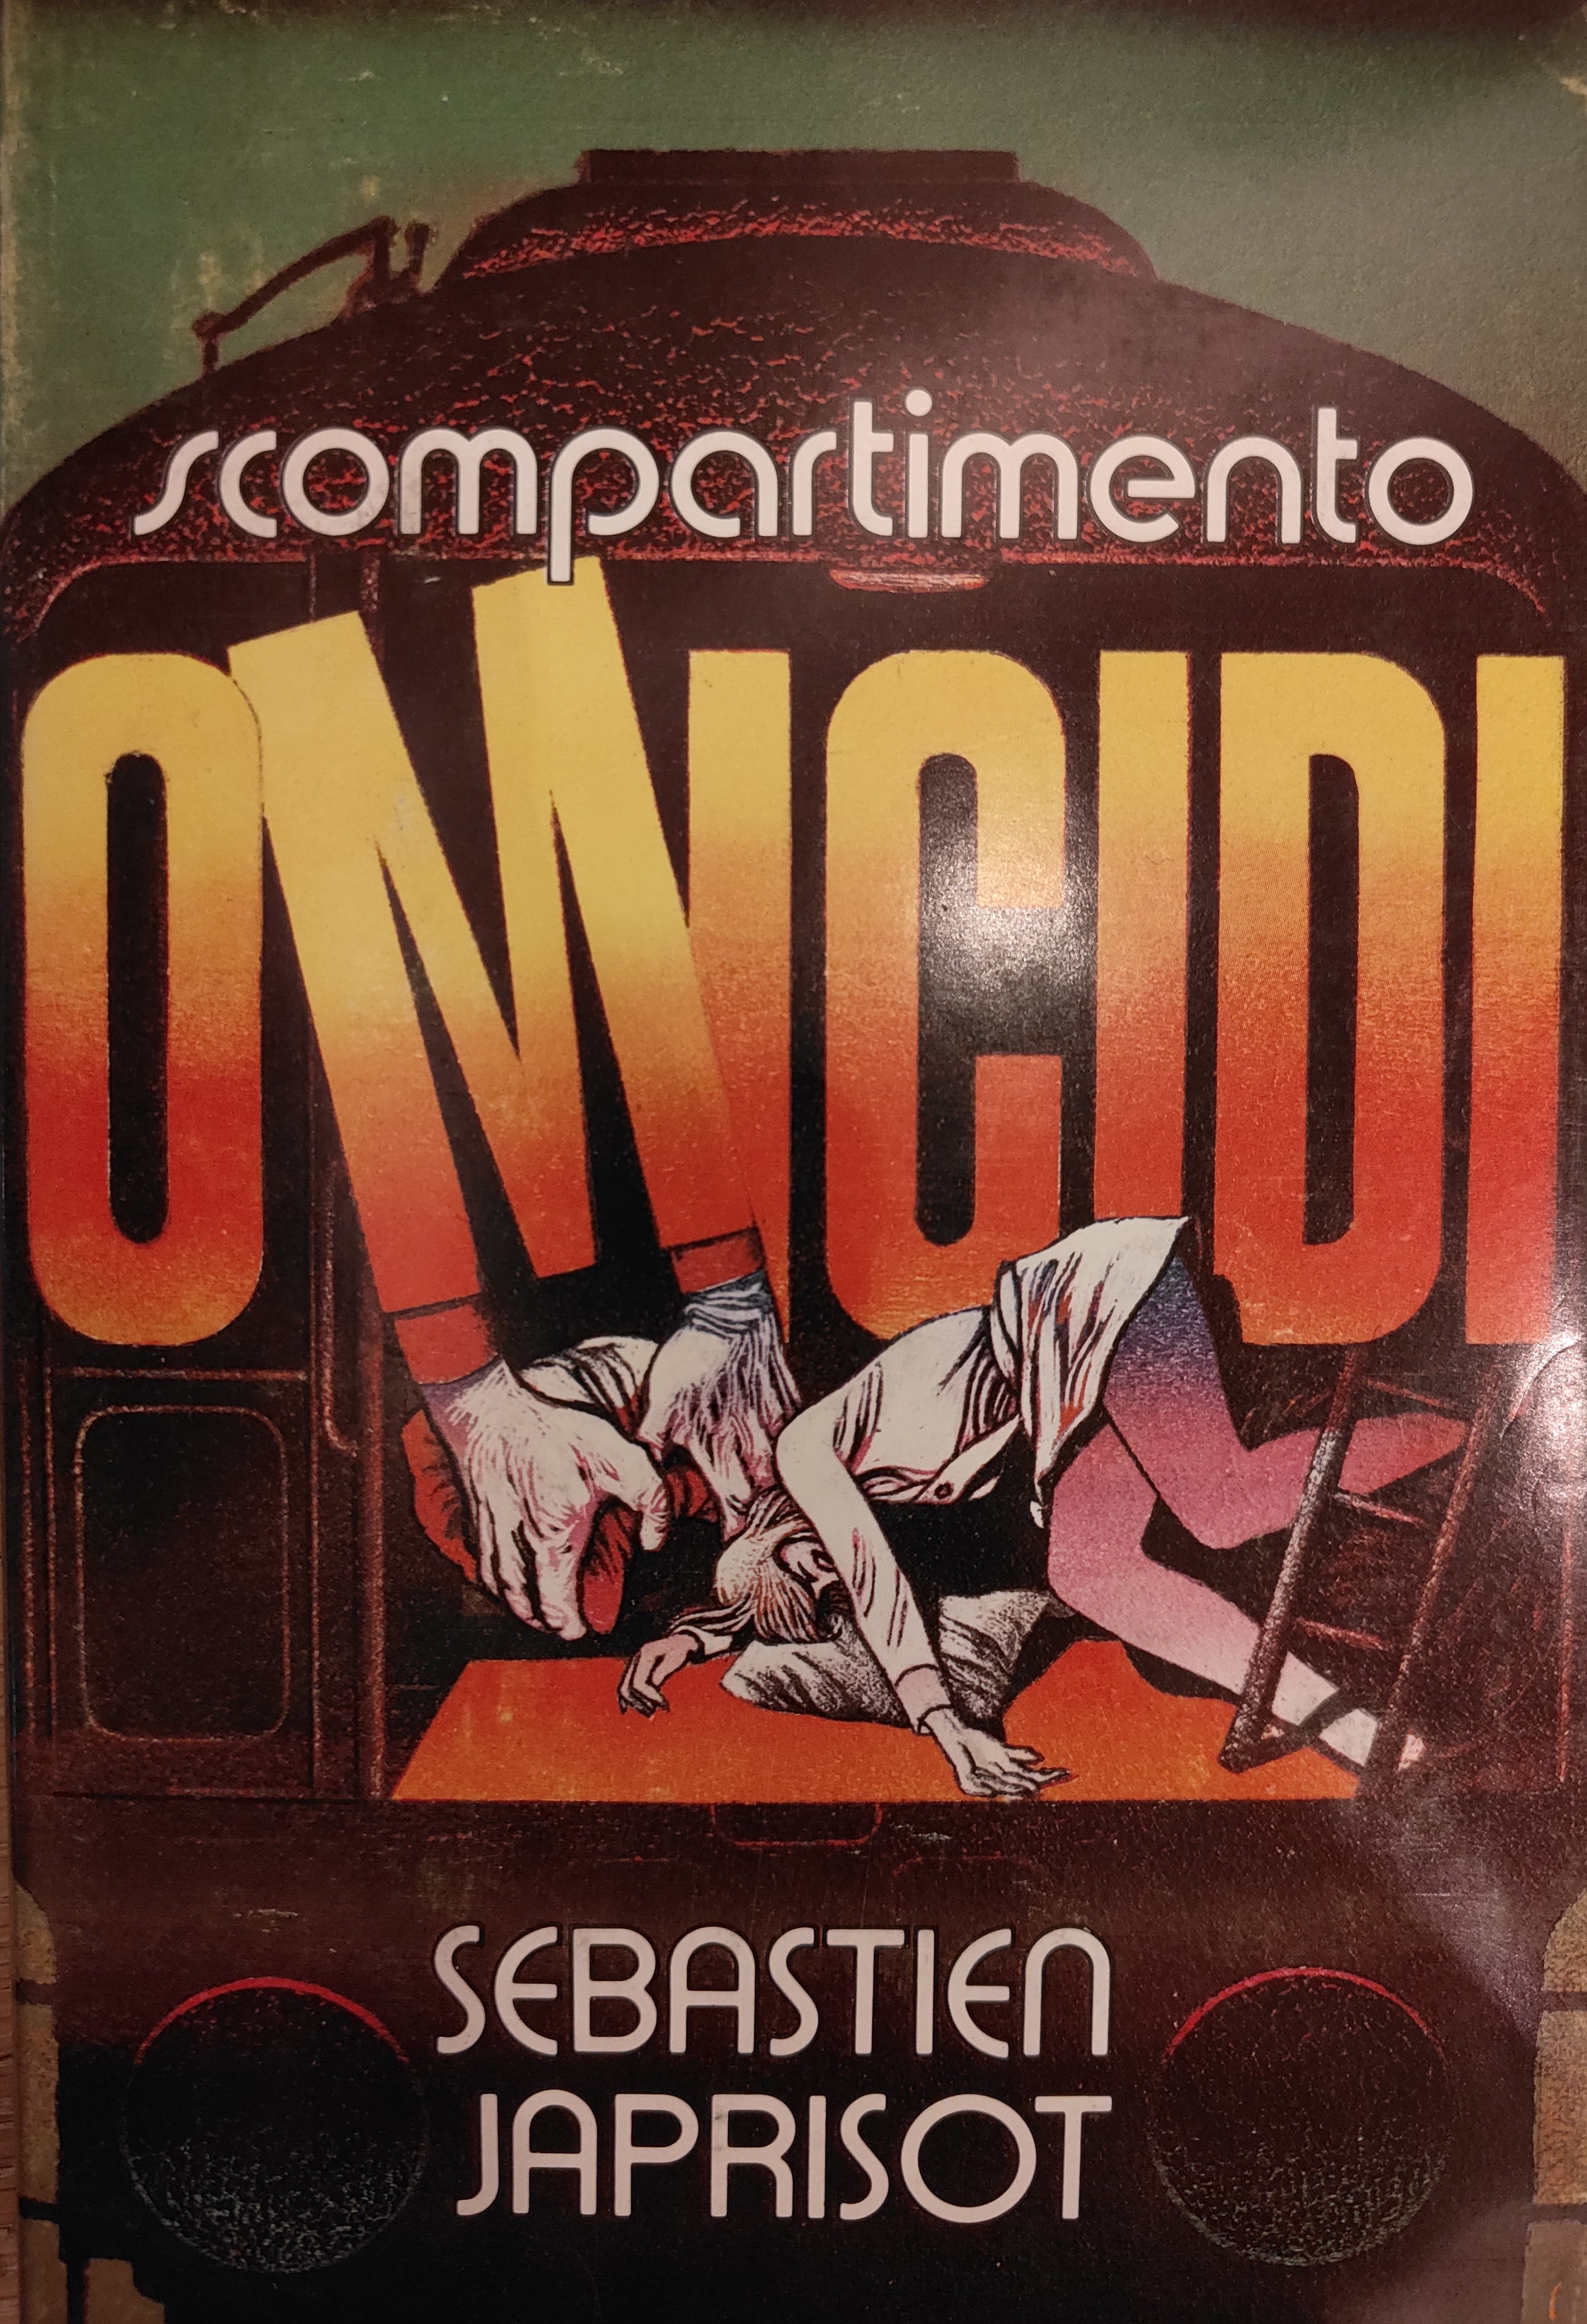 scompartimento
OMICIDI
SEBASTIEN
JAPRISOT